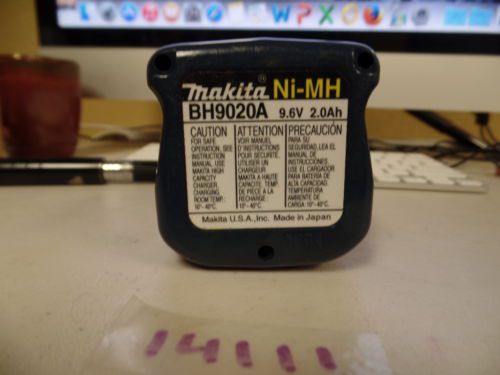 makita® Ni-MH
BH9020A 9.6V 2.0Ah
CAUTION
FOR SAFE
OPERATION, SEE
INSTRUCTION
MANUAL. USE
MAKITA HIGH
CAPACITY
CHARGER,
CHARGING
ROOM TEMP.:
10°-40°C.
ATTENTION
VOIR MANUEL
D'INSTRUCTIONS
POUR SÉCURITÉ.
UTILISER UN
CHARGEUR
MAKITA A HAUTE
CAPACITE. TEMP.
DE PIECE A LA
RECHARGE:
10°-40°C.
PRECAUCIÓN
PARA SU
SEGURIDAD, LEA EL
MANUAL DE
INSTRUCCIONES.
USE EL CARGADOR
PARA BATERÍA DE
ALTA CAPACIDAD.
TEMPERATURA
AMBIENTE DE
CARGA: 10°-40°C.
Makita U.S.A., Inc. Made in Japan
14111